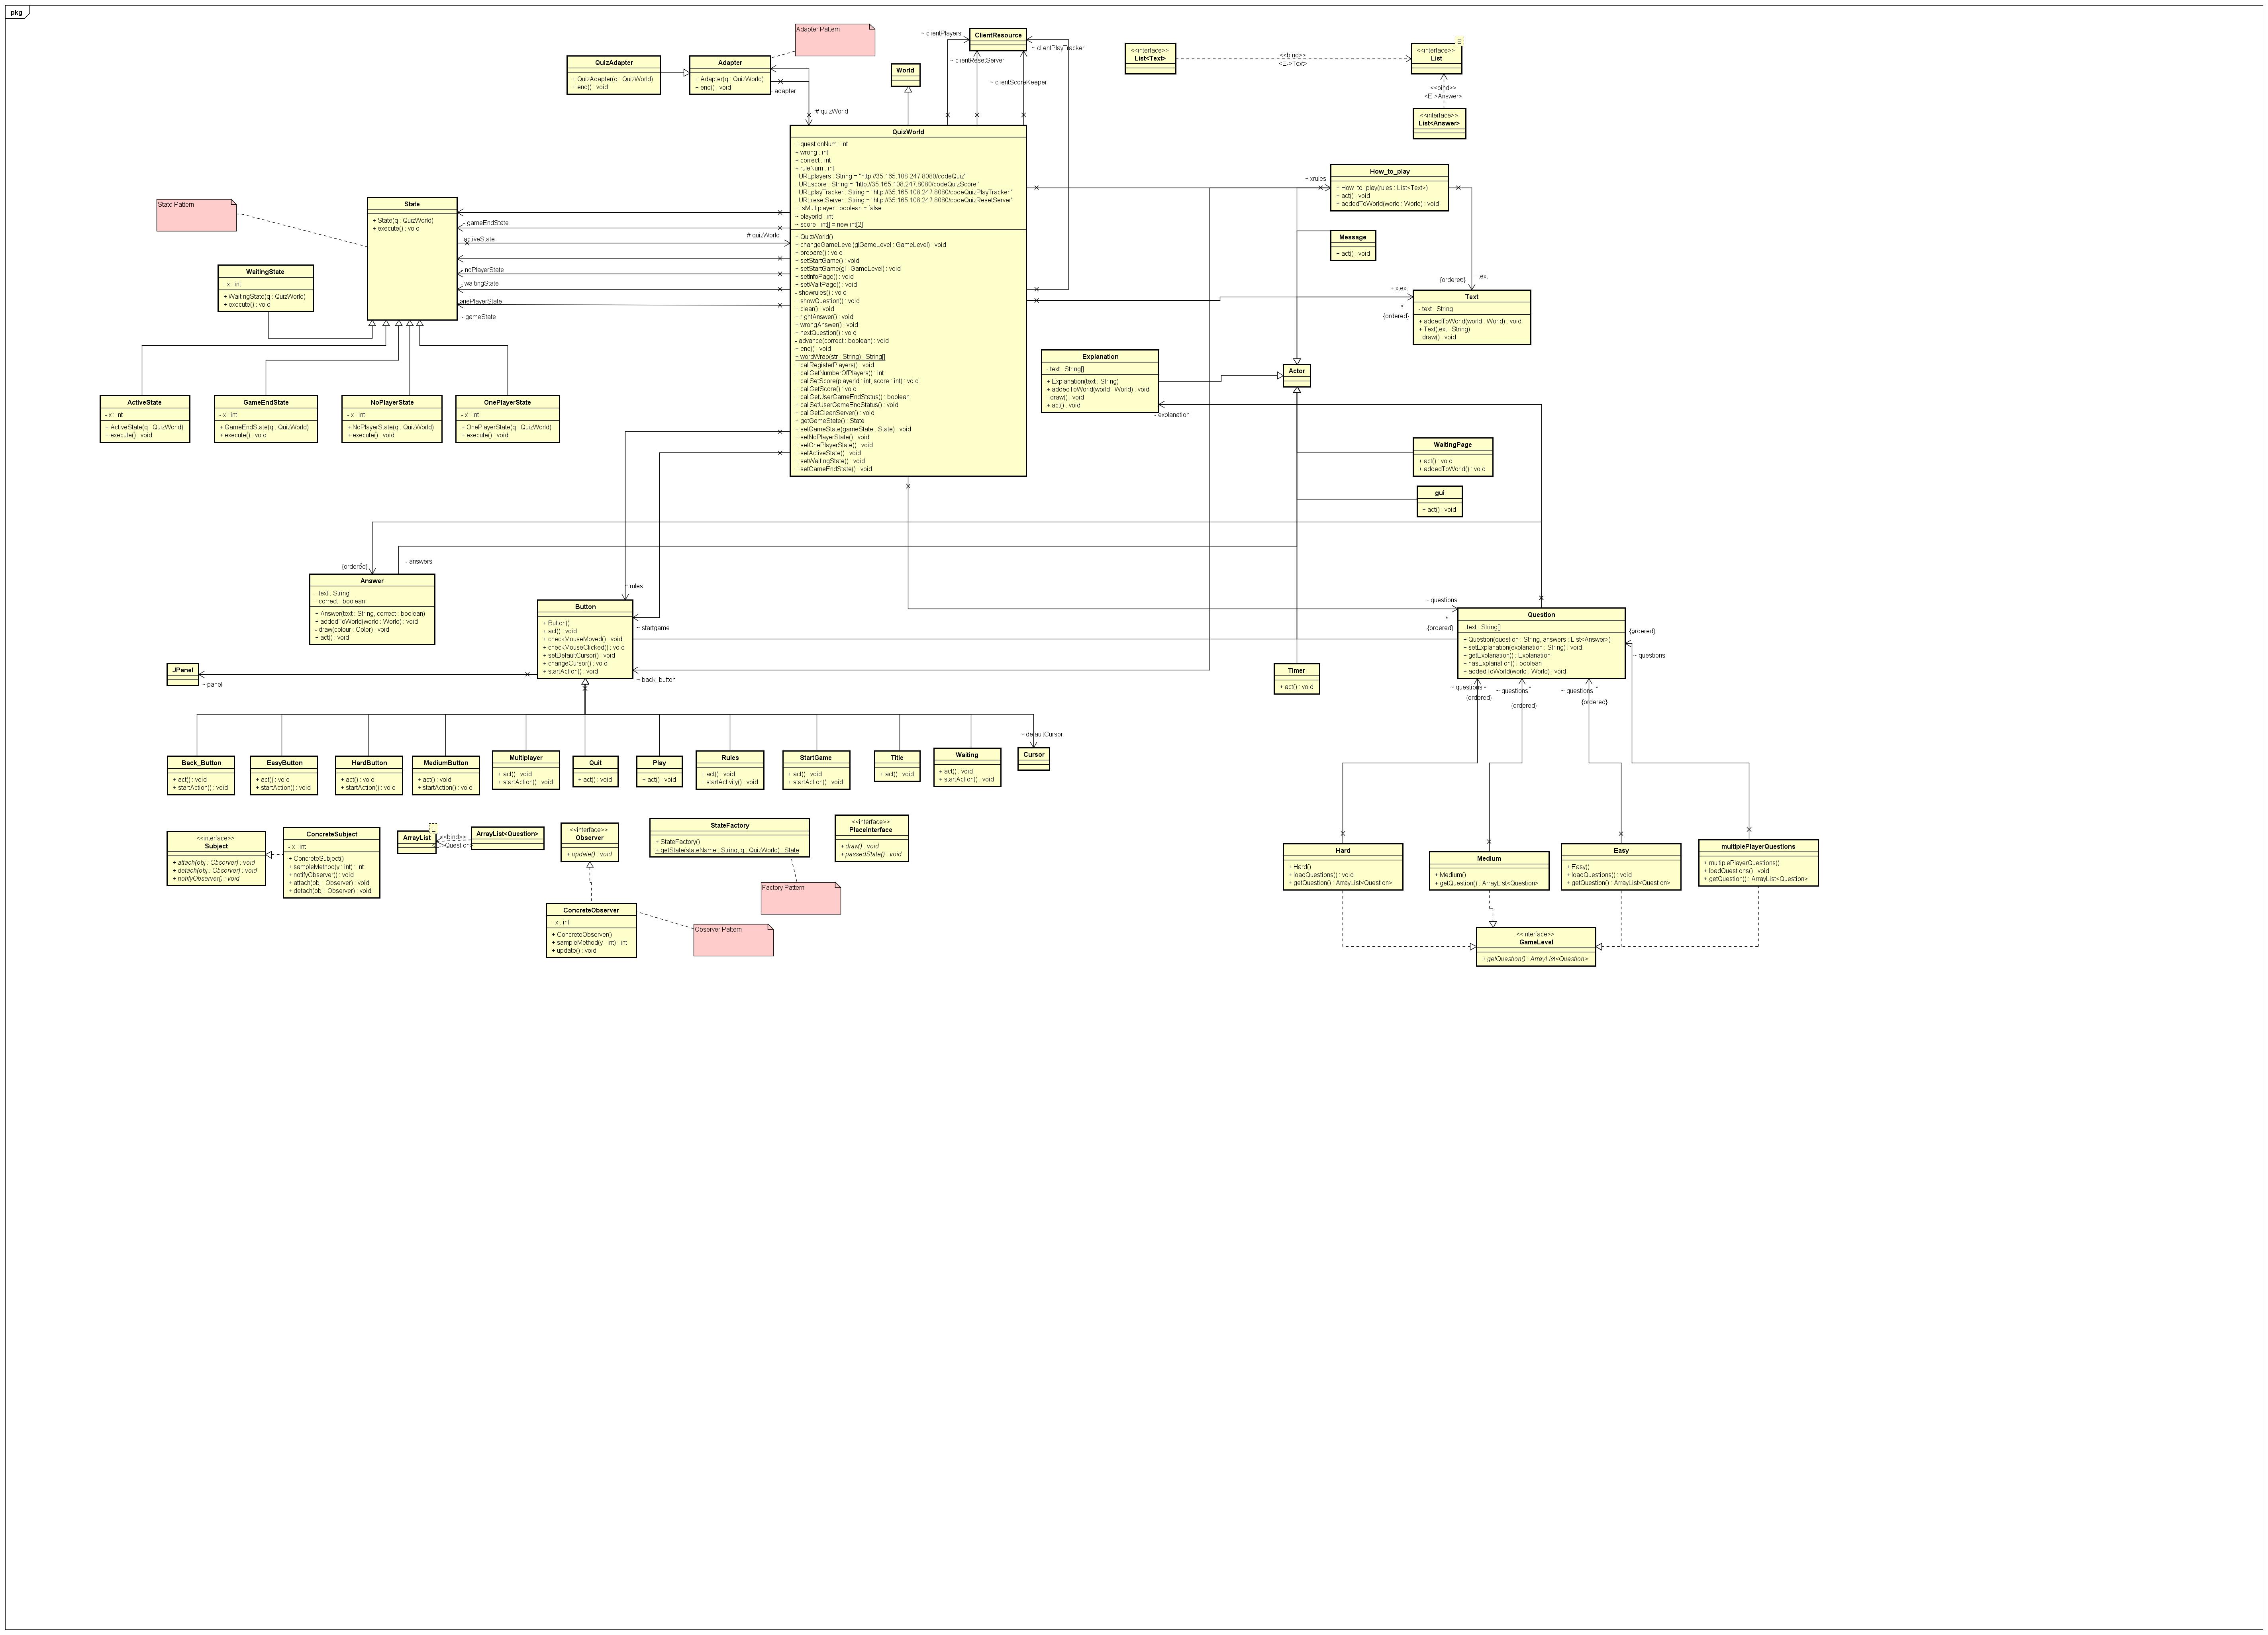 pkg
Adapter Pattern
QuizAdapter
+ QuizAdapter(q : QuizWorld)
+ end() : void
Adapter
+ Adapter(q : QuizWorld)
+ end() : void
- adapter
# quizWorld
World
ClientResource
~ clientPlayers
~ clientPlayTracker
~ clientResetServer
~ clientScoreKeeper
<<interface>>
List<Text>
<<bind>>
<E->Text>
E
<<interface>>
List
<<bind>>
<E->Answer>
<<interface>>
List<Answer>
QuizWorld
+ questionNum : int
+ wrong : int
+ correct : int
+ ruleNum : int
- URLplayers : String = "http://35.165.108.247:8080/codeQuiz"
- URLscore : String = "http://35.165.108.247:8080/codeQuizScore"
- URLplayTracker : String = "http://35.165.108.247:8080/codeQuizPlayTracker"
- URLresetServer : String = "http://35.165.108.247:8080/codeQuizResetServer"
+ isMultiplayer : boolean = false
~ playerId : int
~ score : int[] = new int[2]
+ QuizWorld()
+ changeGameLevel(glGameLevel : GameLevel) : void
+ prepare() : void
+ setStartGame() : void
+ setStartGame(gl : GameLevel) : void
+ setInfoPage() : void
+ setWaitPage() : void
- showrules() : void
+ showQuestion() : void
+ clear() : void
+ rightAnswer() : void
+ wrongAnswer() : void
+ nextQuestion() : void
- advance(correct : boolean) : void
+ end() : void
+ wordWrap(str : String) : String[]
+ callRegisterPlayers() : void
+ callGetNumberOfPlayers() : int
+ callSetScore(playerId : int, score : int) : void
+ callGetScore() : void
+ callGetUserGameEndStatus() : boolean
+ callSetUserGameEndStatus() : void
+ callGetCleanServer() : void
+ getGameState() : State
+ setGameState(gameState : State) : void
+ setNoPlayerState() : void
+ setOnePlayerState() : void
+ setActiveState() : void
+ setWaitingState() : void
+ setGameEndState() : void
State Pattern
State
+ State(q : QuizWorld)
+ execute() : void
- gameEndState
- activeState
# quizWorld
- noPlayerState
- waitingState
- onePlayerState
- gameState
WaitingState
- x : int
+ WaitingState(q : QuizWorld)
+ execute() : void
ActiveState
- x : int
+ ActiveState(q : QuizWorld)
+ execute() : void
GameEndState
- x : int
+ GameEndState(q : QuizWorld)
+ execute() : void
NoPlayerState
- x : int
+ NoPlayerState(q : QuizWorld)
+ execute() : void
OnePlayerState
- x : int
+ OnePlayerState(q : QuizWorld)
+ execute() : void
+ xrules
How_to_play
+ How_to_play(rules : List<Text>)
+ act() : void
+ addedToWorld(world : World) : void
Message
+ act() : void
- text
*
{ordered}
+ xtext
*
{ordered}
Text
- text : String
+ addedToWorld(world : World) : void
+ Text(text : String)
- draw() : void
Explanation
- text : String[]
+ Explanation(text : String)
+ addedToWorld(world : World) : void
- draw() : void
+ act() : void
- explanation
Actor
WaitingPage
+ act() : void
+ addedToWorld() : void
gui
+ act() : void
*
{ordered}
- answers
Answer
- text : String
- correct : boolean
+ Answer(text : String, correct : boolean)
+ addedToWorld(world : World) : void
- draw(colour : Color) : void
+ act() : void
~ rules
~ startgame
~ back_button
Button
+ Button()
+ act() : void
+ checkMouseMoved() : void
+ checkMouseClicked() : void
+ setDefaultCursor() : void
+ changeCursor() : void
+ startAction() : void
JPanel
~ panel
- questions
*
{ordered}
Question
- text : String[]
+ Question(question : String, answers : List<Answer>)
+ setExplanation(explanation : String) : void
+ getExplanation() : Explanation
+ hasExplanation() : boolean
+ addedToWorld(world : World) : void
*
{ordered}
~ questions
~ questions
*
{ordered}
~ questions
*
{ordered}
~ questions
*
{ordered}
Timer
+ act() : void
~ defaultCursor
Back_Button
+ act() : void
+ startAction() : void
EasyButton
+ act() : void
+ startAction() : void
HardButton
+ act() : void
+ startAction() : void
MediumButton
+ act() : void
+ startAction() : void
Multiplayer
+ act() : void
+ startAction() : void
Quit
+ act() : void
Play
+ act() : void
Rules
+ act() : void
+ startActivity() : void
StartGame
+ act() : void
+ startAction() : void
Title
+ act() : void
Waiting
+ act() : void
+ startAction() : void
Cursor
<<interface>>
Subject
+ attach(obj : Observer) : void
+ detach(obj : Observer) : void
+ notifyObserver() : void
ConcreteSubject
- x : int
+ ConcreteSubject()
+ sampleMethod(y : int) : int
+ notifyObserver() : void
+ attach(obj : Observer) : void
+ detach(obj : Observer) : void
E
ArrayList
<<bind>>
ArrayList<Question>
<<interface>>
Observer
+ update() : void
ConcreteObserver
- x : int
+ ConcreteObserver()
+ sampleMethod(y : int) : int
+ update() : void
Observer Pattern
StateFactory
+ StateFactory()
+ getState(stateName : String, q : QuizWorld) : State
Factory Pattern
<<interface>>
PlaceInterface
+ draw() : void
+ passedState() : void
Hard
+ Hard()
+ loadQuestions() : void
+ getQuestion() : ArrayList<Question>
Medium
+ Medium()
+ getQuestion() : ArrayList<Question>
Easy
+ Easy()
+ loadQuestions() : void
+ getQuestion() : ArrayList<Question>
multiplePlayerQuestions
+ multiplePlayerQuestions()
+ loadQuestions() : void
+ getQuestion() : ArrayList<Question>
<<interface>>
GameLevel
+ getQuestion() : ArrayList<Question>